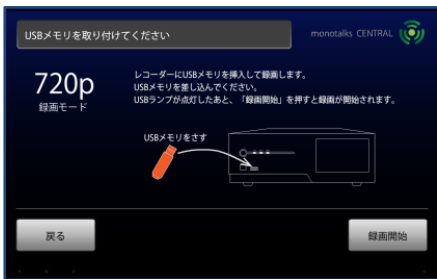 USBメモリを取り付けてください
monotalks CENTRAL
720p
録画モード
レコーダーにUSBメモリを挿入して録画します。
USBメモリを差し込んでください。
USBランプが点灯したあと、「録画開始」を押すと録画が開始されます。
USBメモリをさす
戻る
録画開始